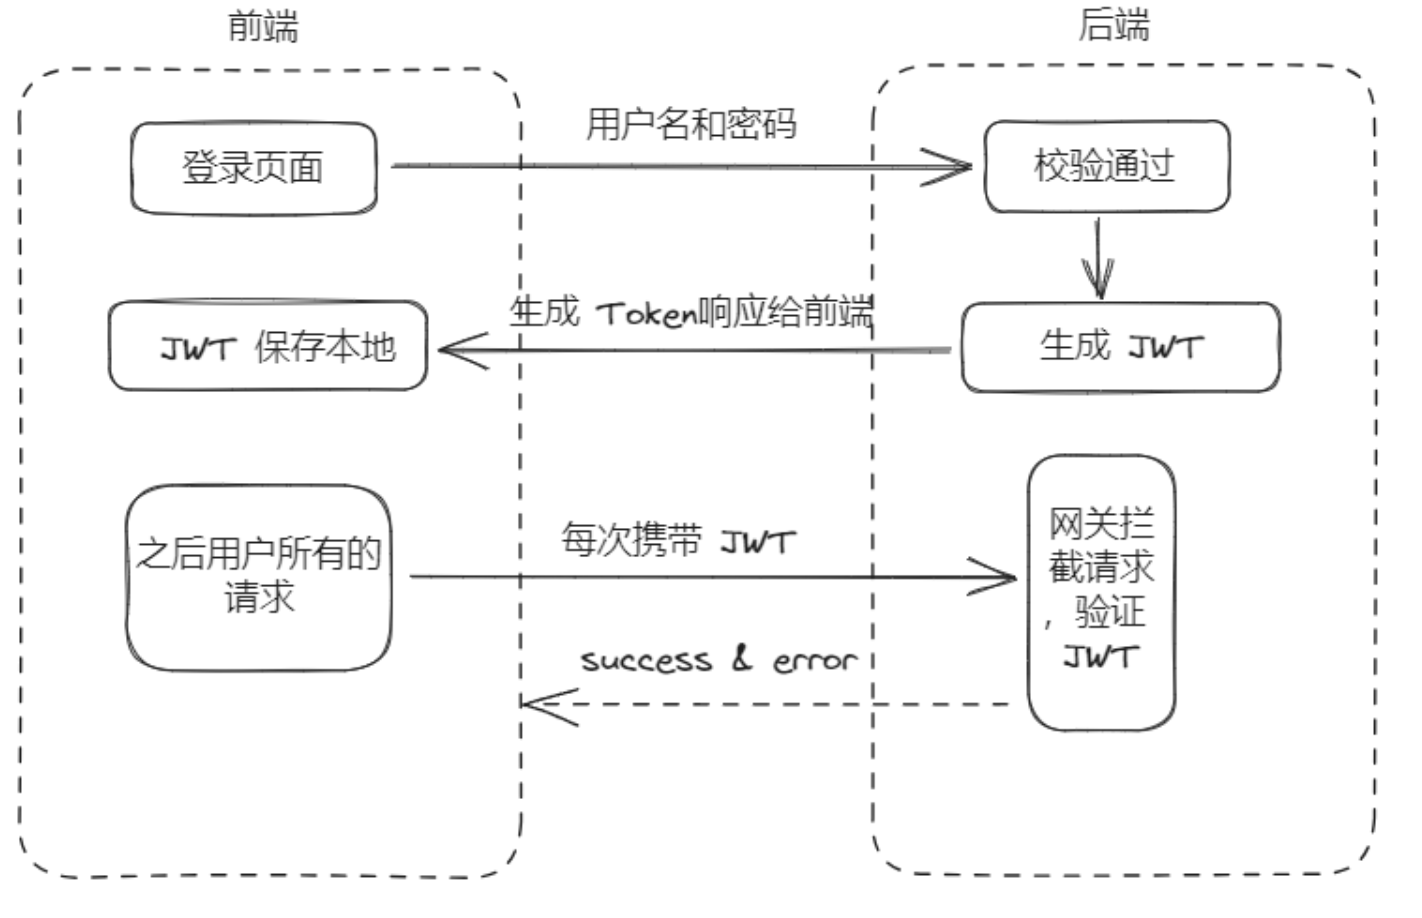 前端
后端
用户名和密码
登录页面
校验通过
生成 Token响应给前端
JWT 保存本地
生成 JWT
每次携带 JWT
之后用户所有的
请求
网关拦
截请求
，验证
JWT
success & error